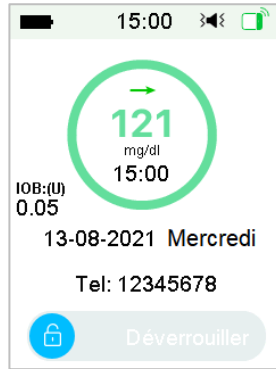 15:00
121
mg/dl
15:00
IOB:(U)
0.05
13-08-2021 Mercredi
Tel: 12345678
Déverrouiller